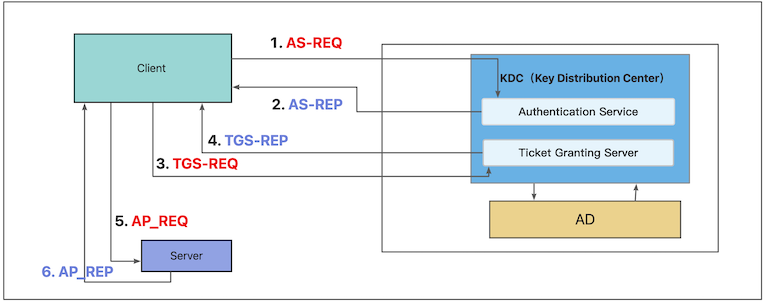 1. AS-REQ
Client
KDC（Key Distribution Center）
2. AS-REP
Authentication Service
4. TGS-REP
Ticket Granting Server
3. TGS-REQ
5. AP_REQ
AD
Server
6. AP_REP